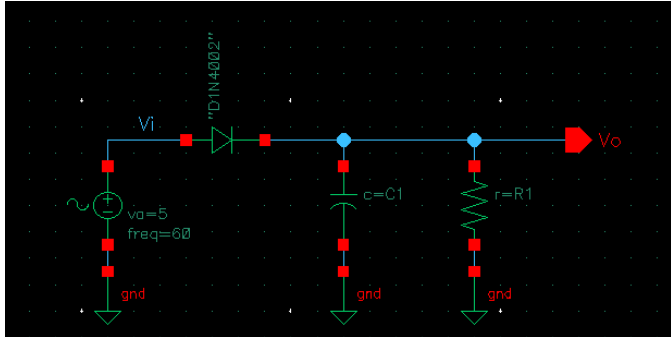 "D1N4002"
Vi
Vo
c=C1
r=R1
va=5
freq=60
gnd
gnd
gnd